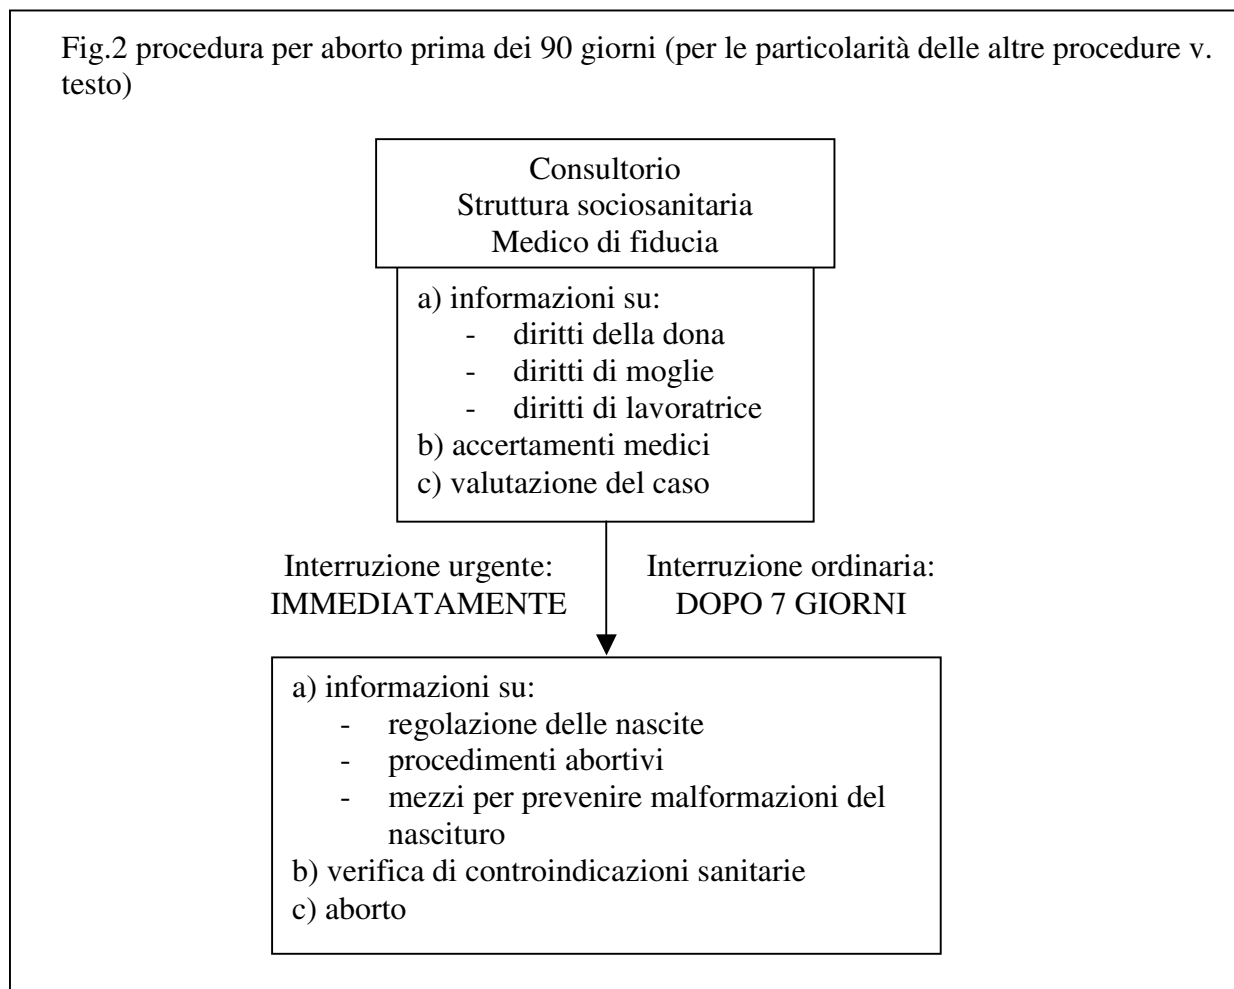 Fig.2 procedura per aborto prima dei 90 giorni (per le particolarità delle altre procedure v.
testo)
Consultorio
Struttura sociosanitaria
Medico di fiducia
a) informazioni su:
- diritti della dona
- diritti di moglie
- diritti di lavoratrice
b) accertamenti medici
c) valutazione del caso
Interruzione urgente:
IMMEDIATAMENTE
Interruzione ordinaria:
DOPO 7 GIORNI
a) informazioni su:
- regolazione delle nascite
- procedimenti abortivi
- mezzi per prevenire malformazioni del
nascituro
b) verifica di controindicazioni sanitarie
c) aborto